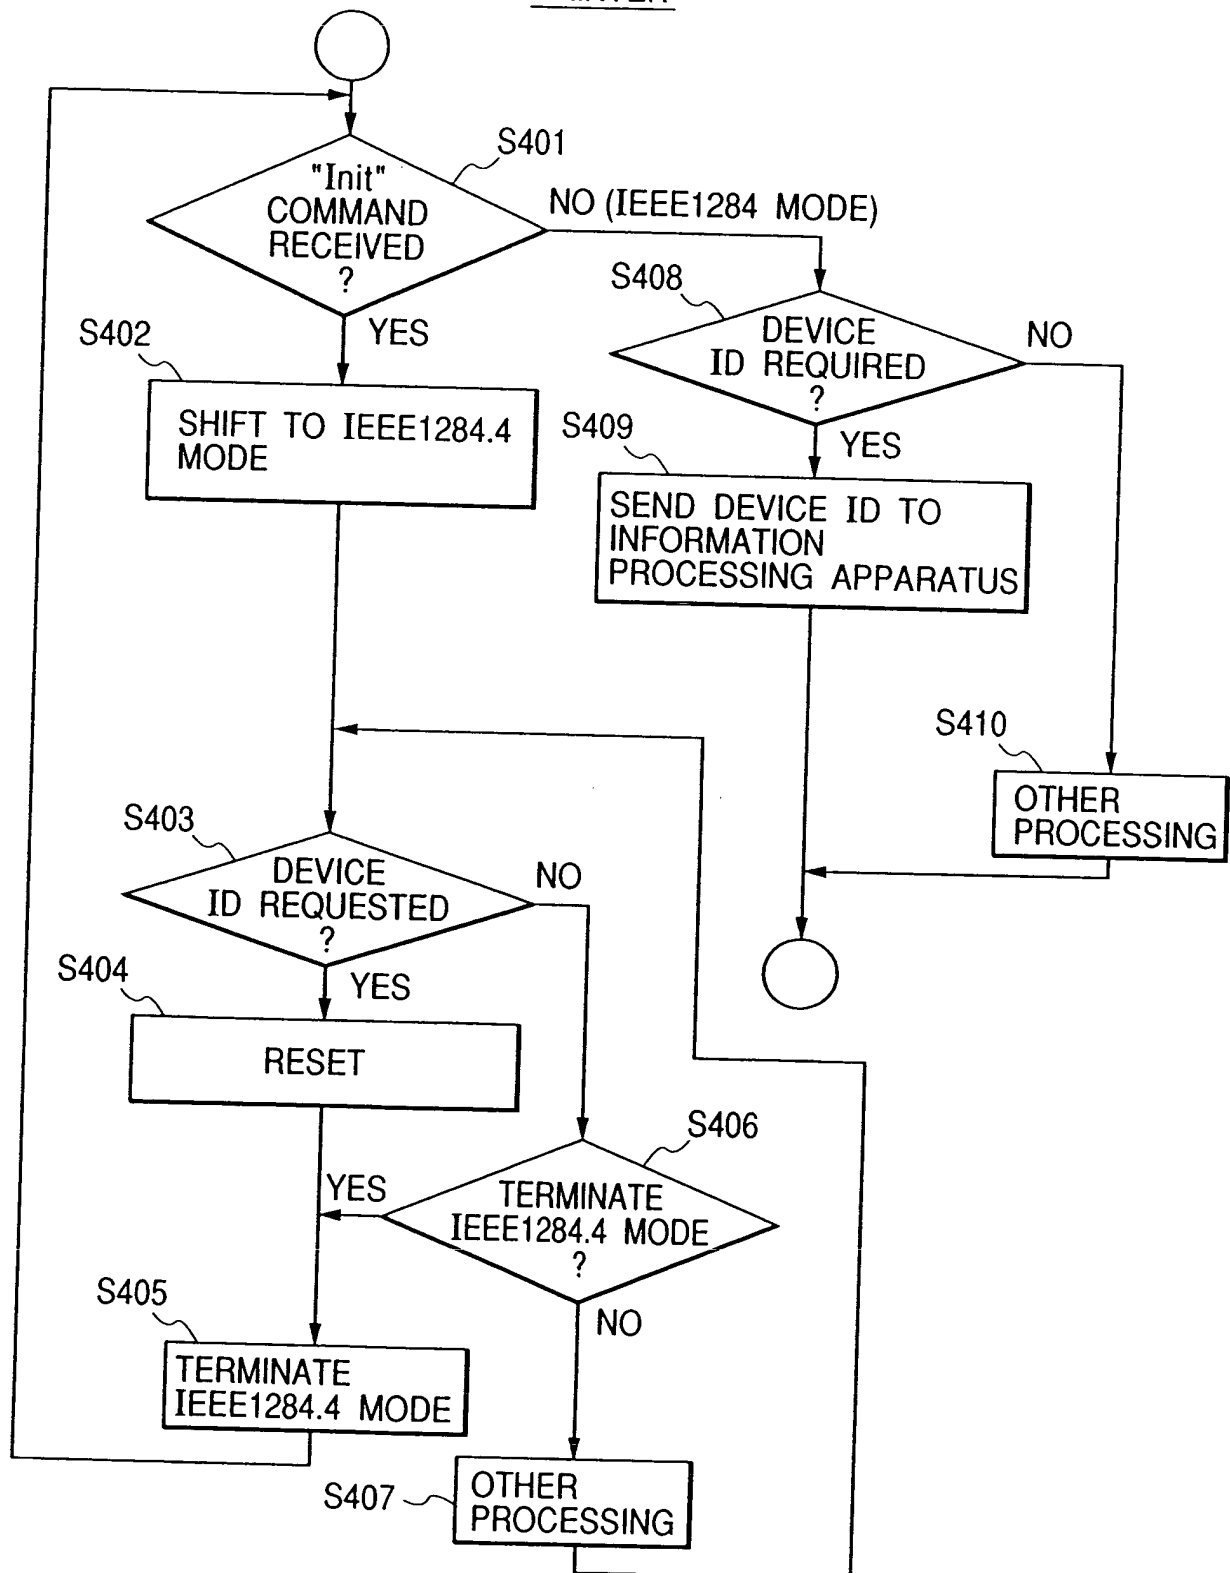 S401
"Init"
COMMAND
RECEIVED
?
NO (IEEE1284 MODE)
YES
S402
SHIFT TO IEEE1284.4
MODE
S408
DEVICE
ID REQUIRED
?
NO
YES
S409
SEND DEVICE ID TO
INFORMATION
PROCESSING APPARATUS
S410
OTHER
PROCESSING
S403
DEVICE
ID REQUESTED
?
NO
YES
S404
RESET
S406
TERMINATE
IEEE1284.4 MODE
?
YES
NO
S405
TERMINATE
IEEE1284.4 MODE
S407
OTHER
PROCESSING